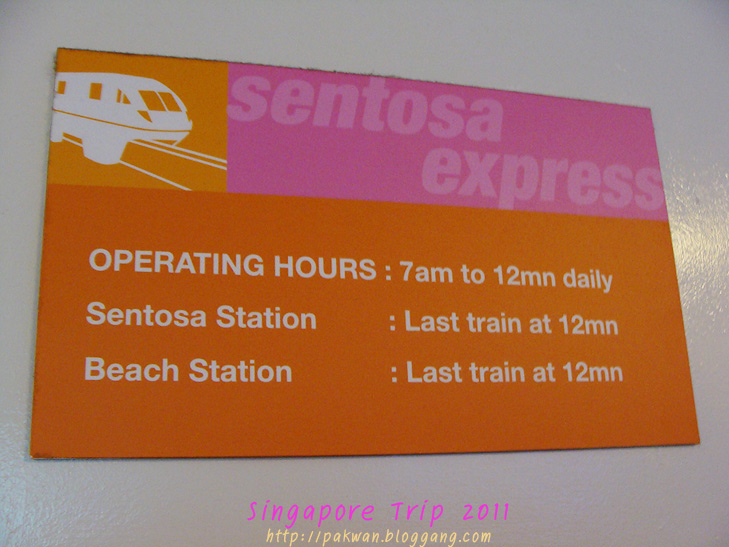 sentosa
express
OPERATING HOURS : 7am to 12mn daily
Sentosa Station : Last train at 12mn
Beach Station : Last train at 12mn
Singapore Trip 2011
http://pakwan.bloggang.com